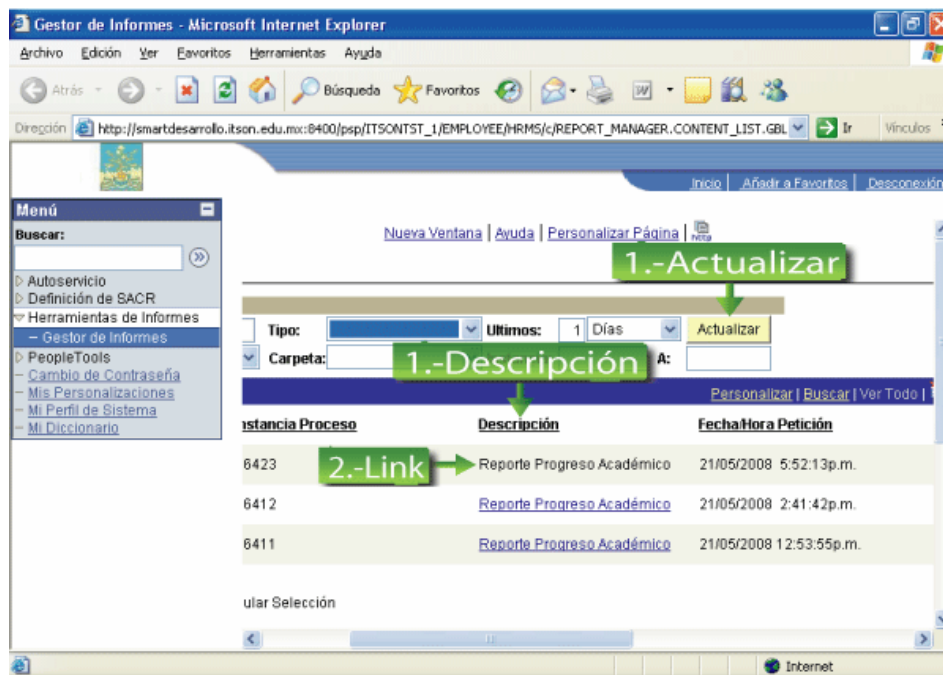 Gestor de Informes - Microsoft Internet Explorer
Archivo Edición Ver Favoritos Herramientas Ayuda
Atrás Búsqueda Favoritos
Dirección http://smartdesarrollo.itson.edu.mx:8400/psp/ITSONTST_1/EMPLOYEE/HRMS/c/REPORT_MANAGER.CONTENT_LIST.GBL Ir Vínculos
Inicio | Añadir a Favoritos | Desconexión
Menú
Buscar:
Autoservicio
Definición de SACR
Herramientas de Informes
– Gestor de Informes
PeopleTools
– Cambio de Contraseña
– Mis Personalizaciones
– Mi Perfil de Sistema
– Mi Diccionario
Nueva Ventana | Ayuda | Personalizar Página |
1.-Actualizar
Tipo: Ultimos: 1 Días Actualizar
Carpeta: A:
1.-Descripción
Personalizar | Buscar | Ver Todo |
nstancia Proceso Descripción Fecha/Hora Petición
6423 2.-Link Reporte Progreso Académico 21/05/2008 5:52:13p.m.
6412 Reporte Progreso Académico 21/05/2008 2:41:42p.m.
6411 Reporte Progreso Académico 21/05/2008 12:53:55p.m.
ular Selección
Internet